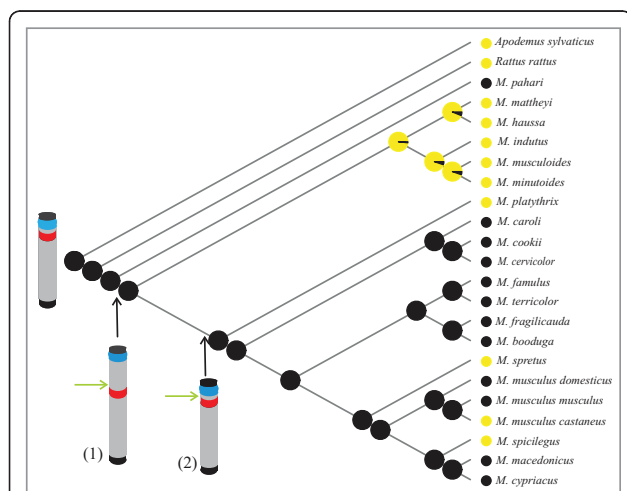 Apodemus sylvaticus
Rattus rattus
M. pahari
M. mattheyi
M. haussa
M. indutus
M. musculoides
M. minutoides
M. platythrix
M. caroli
M. cookii
M. cervicolor
M. famulus
M. terricolor
M. fragilicauda
M. booduga
M. spretus
M. musculus domesticus
M. musculus musculus
M. musculus castaneus
M. spicilegus
M. macedonicus
M. cypriacus
(1)
(2)